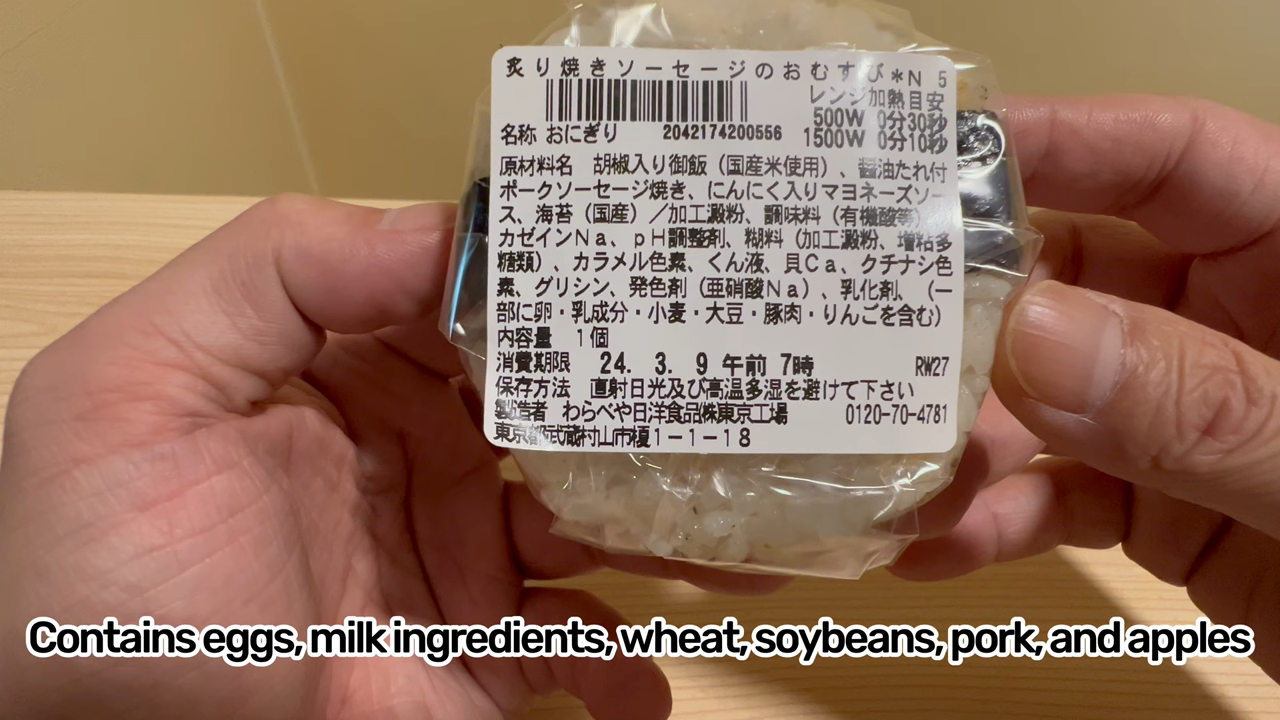 炙り焼きソーセージのおむすび*N 5
レンジ加熱目安
500W 0分30秒
名称 おにぎり 2042174200556 1500W 0分10秒
原材料名 胡椒入り御飯（国産米使用）、醤油たれ付
ポークソーセージ焼き、にんにく入りマヨネーズソー
ス、海苔（国産）／加工澱粉、調味料（有機酸等）
カゼインNa、pH調整剤、糊料（加工澱粉、増粘多
糖類）、カラメル色素、くん液、貝Ca、クチナシ色
素、グリシン、発色剤（亜硝酸Na）、乳化剤、（一
部に卵・乳成分・小麦・大豆・豚肉・りんごを含む）
内容量 1個
消費期限 24. 3. 9 午前 7時 RW27
保存方法 直射日光及び高温多湿を避けて下さい
製造者 わらべや日洋食品㈱東京工場 0120-70-4781
東京都武蔵村山市榎1-1-18
Contains eggs, milk ingredients, wheat, soybeans, pork, and apples